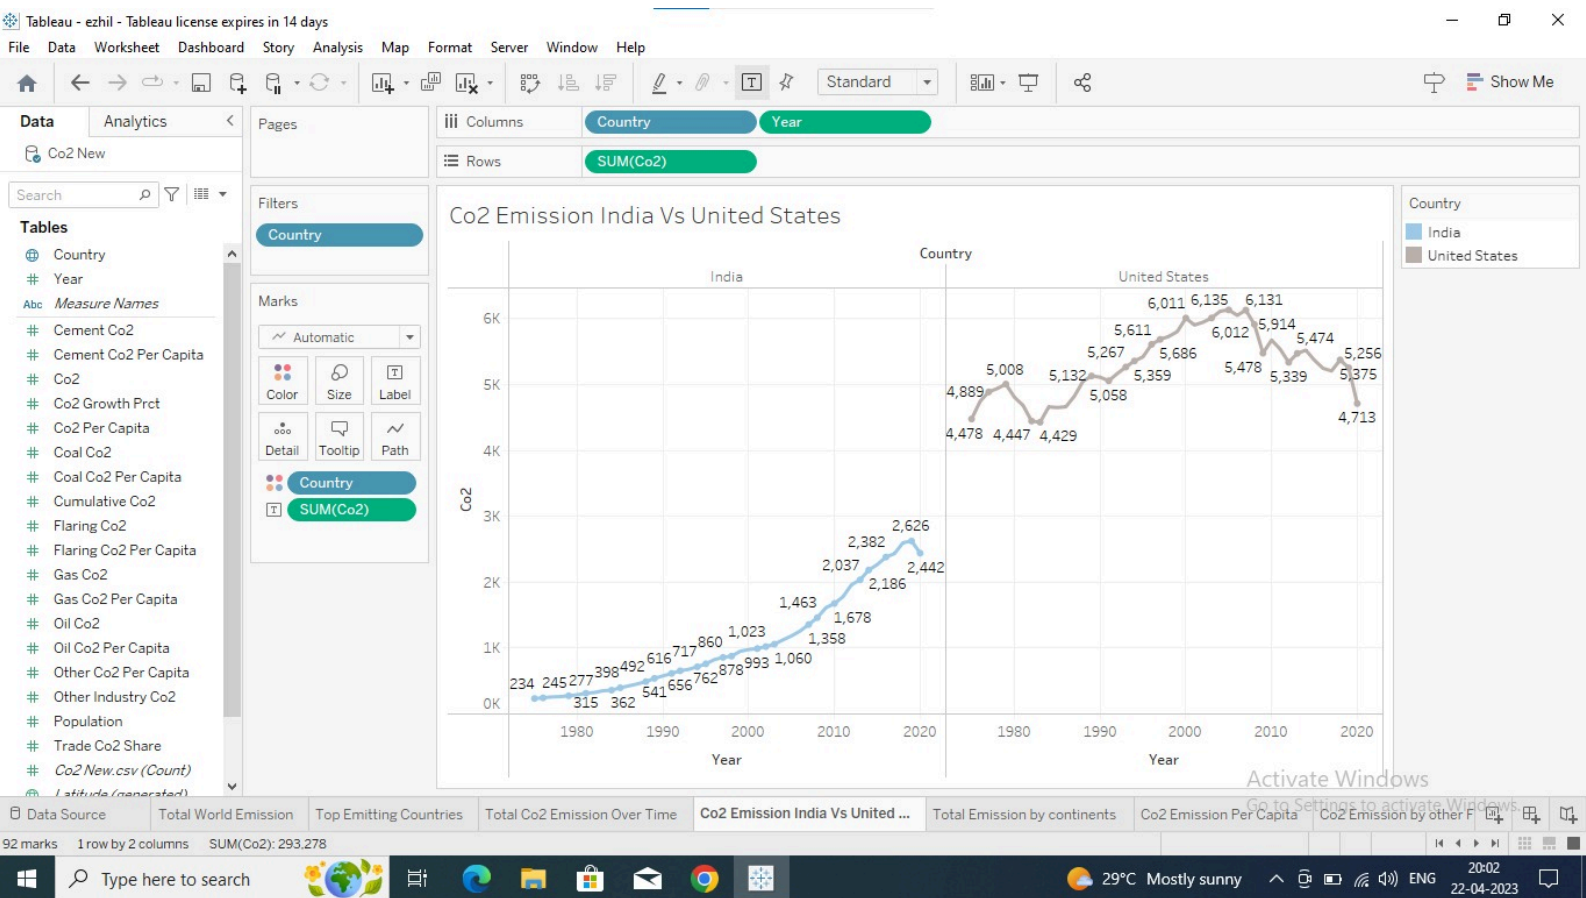 Tableau - ezhil - Tableau license expires in 14 days
File Data Worksheet Dashboard Story Analysis Map Format Server Window Help
Standard
Show Me
Data Analytics
Co2 New
Search
Tables
Country
Year
Abc Measure Names
Cement Co2
Cement Co2 Per Capita
Co2
Co2 Growth Prct
Co2 Per Capita
Coal Co2
Coal Co2 Per Capita
Cumulative Co2
Flaring Co2
Flaring Co2 Per Capita
Gas Co2
Gas Co2 Per Capita
Oil Co2
Oil Co2 Per Capita
Other Co2 Per Capita
Other Industry Co2
Population
Trade Co2 Share
Co2 New.csv (Count)
Latitude (generated)
Pages
Filters
Country
Marks
Automatic
Color Size Label
Detail Tooltip Path
Country
SUM(Co2)
Columns Country Year
Rows SUM(Co2)
Co2 Emission India Vs United States
Country
India United States
6K
5K
4K
3K
2K
1K
0K
Co2
234 245 277 398 492 616 717 860 1,023 1,463 2,037 2,382 2,626
315 362 541 656 762 878 993 1,060 1,358 1,678 2,186 2,442
4,889 5,008 5,132 5,267 5,611 6,011 6,135 6,131 5,914 5,474 5,256
4,478 4,447 4,429 5,058 5,359 5,686 6,012 5,478 5,339 5,375 4,713
1980 1990 2000 2010 2020 1980 1990 2000 2010 2020
Year Year
Country
India
United States
Activate Windows
Go to Settings to activate Windows.
Data Source Total World Emission Top Emitting Countries Total Co2 Emission Over Time Co2 Emission India Vs United ... Total Emission by continents Co2 Emission Per Capita Co2 Emission by other F
92 marks 1 row by 2 columns SUM(Co2): 293,278
Type here to search
29°C Mostly sunny
ENG
20:02
22-04-2023